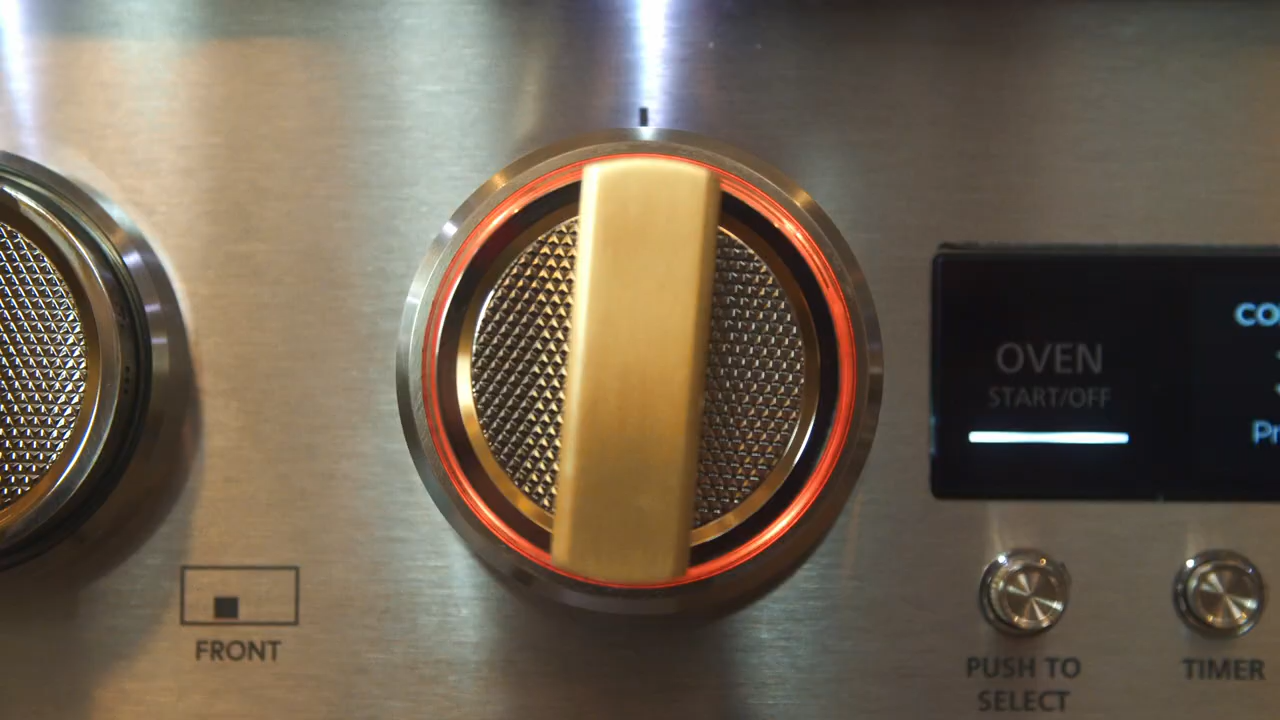 OVEN
START/OFF
FRONT
PUSH TO
SELECT
TIMER